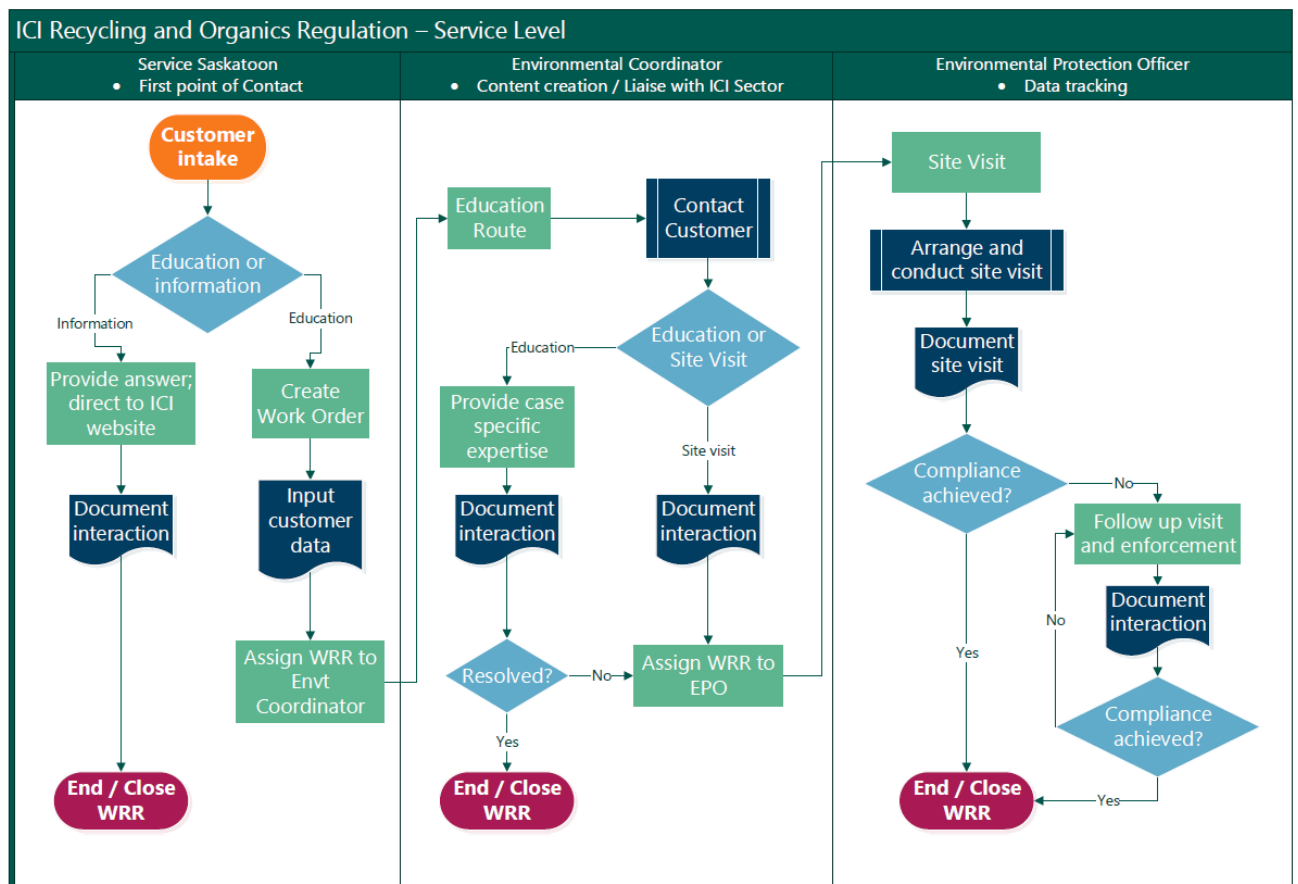 ICI Recycling and Organics Regulation – Service Level
Service Saskatoon
• First point of Contact
Environmental Coordinator
• Content creation / Liaise with ICI Sector
Environmental Protection Officer
• Data tracking
Customer
intake
Education or
information
Information
Education
Provide answer;
direct to ICI
website
Create
Work Order
Document
interaction
Input
customer
data
Assign WRR to
Envt
Coordinator
End / Close
WRR
Education
Route
Contact
Customer
Education or
Site Visit
Education
Provide case
specific
expertise
Site visit
Document
interaction
Document
interaction
Resolved?
No
Assign WRR to
EPO
Yes
End / Close
WRR
Site Visit
Arrange and
conduct site visit
Document
site visit
Compliance
achieved?
No
Follow up visit
and enforcement
Document
interaction
No
Yes
Compliance
achieved?
Yes
End / Close
WRR